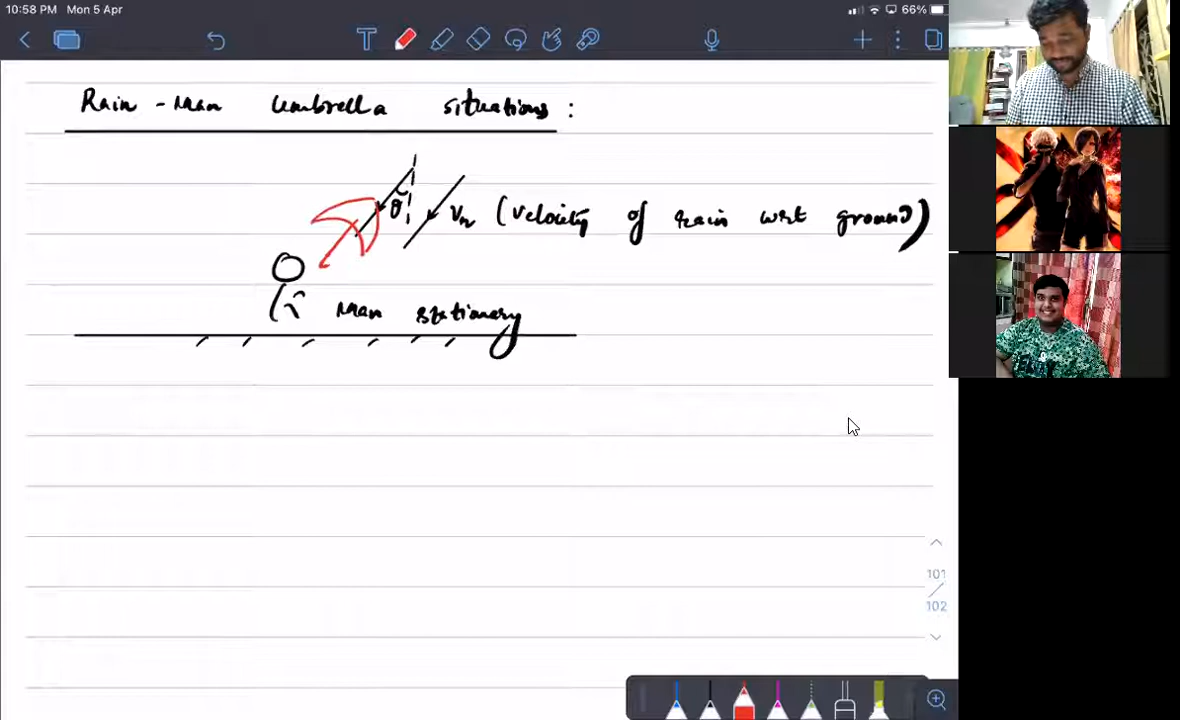 10:58 PM Mon 5 Apr
66%
T
Rain - Man Umbrella situations :
θ Vr (velocity of rain wrt ground)
Man stationary
101
102